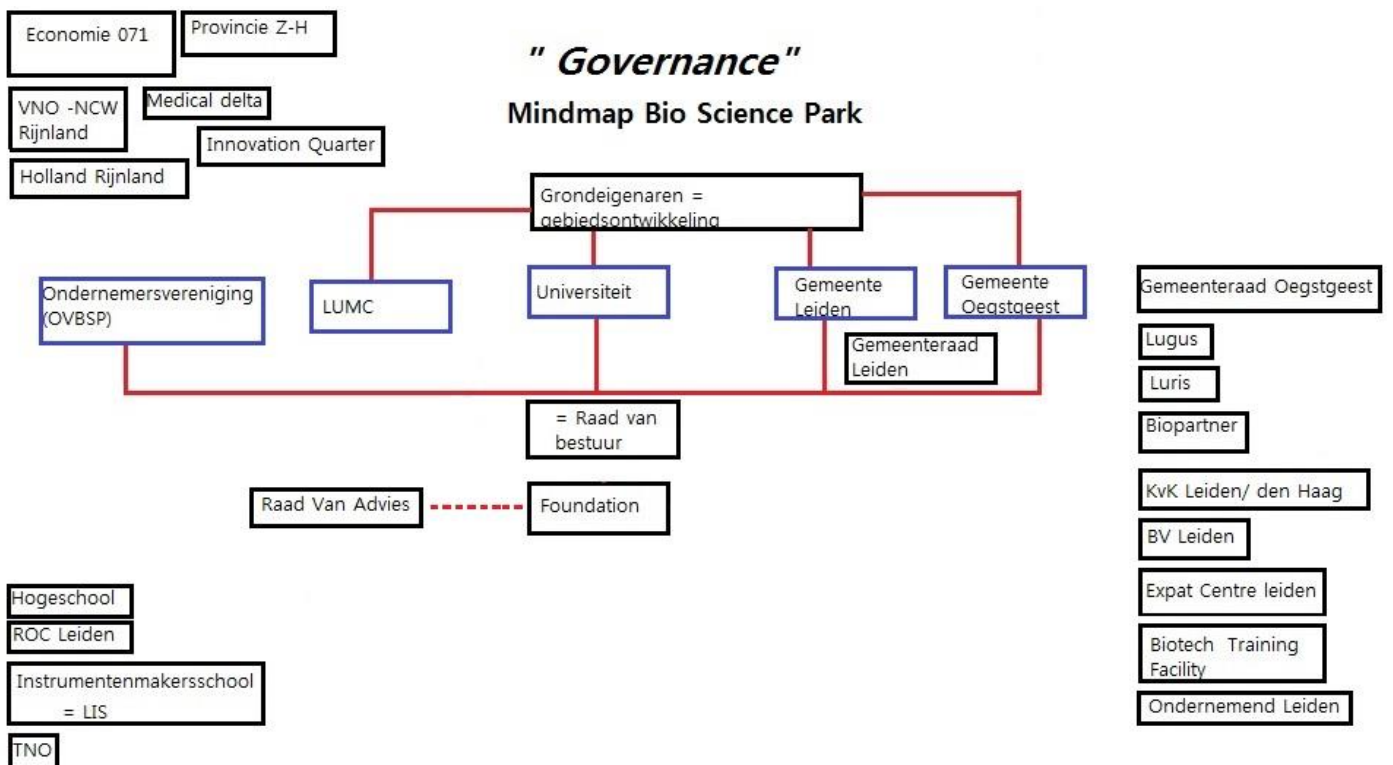 Economie 071
Provincie Z-H
" Governance"
Mindmap Bio Science Park
VNO -NCW
Rijnland
Medical delta
Innovation Quarter
Holland Rijnland
Grondeigenaren =
gebiedsontwikkeling
Ondernemersvereniging
(OVBSP)
LUMC
Universiteit
Gemeente
Leiden
Gemeente
Oegstgeest
Gemeenteraad
Leiden
= Raad van
bestuur
Raad Van Advies
Foundation
Gemeenteraad Oegstgeest
Lugus
Luris
Biopartner
KvK Leiden/ den Haag
BV Leiden
Expat Centre leiden
Biotech Training
Facility
Ondernemend Leiden
Hogeschool
ROC Leiden
Instrumentenmakersschool
= LIS
TNO